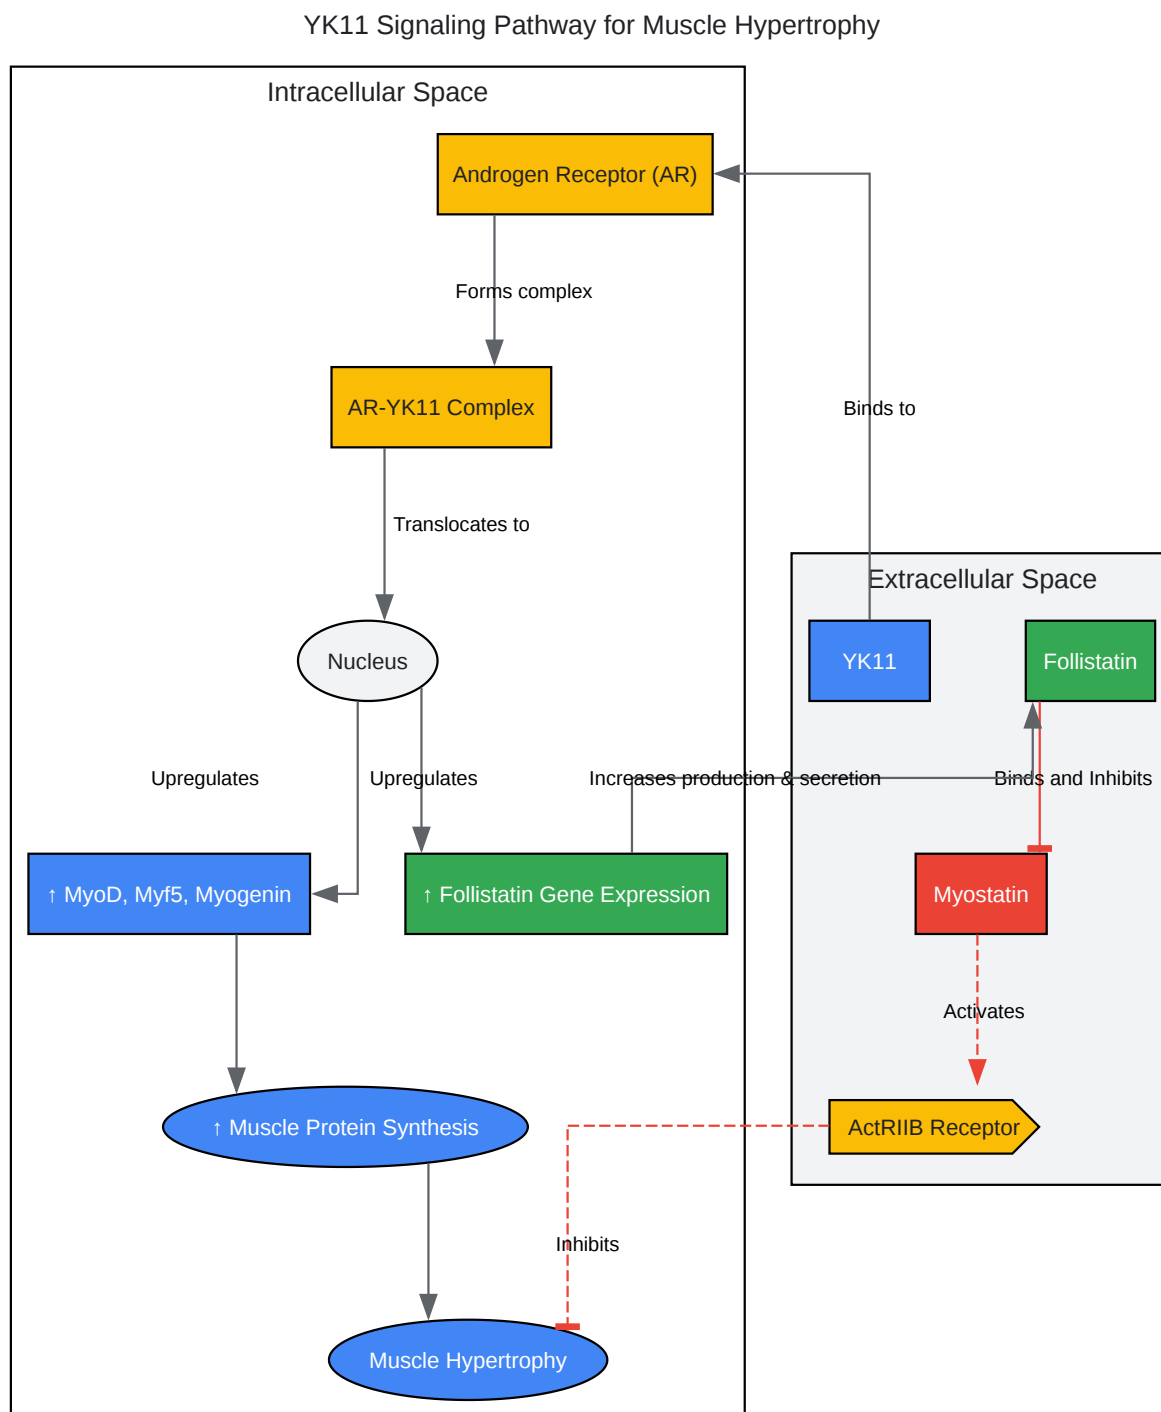 YK11 Signaling Pathway for Muscle Hypertrophy
Intracellular Space
Androgen Receptor (AR)
Forms complex
AR-YK11 Complex
Binds to
Translocates to
Extracellular Space
Nucleus
YK11
Follistatin
Upregulates
Upregulates
Increases production & secretion
Binds and Inhibits
↑ MyoD, Myf5, Myogenin
↑ Follistatin Gene Expression
Myostatin
Activates
↑ Muscle Protein Synthesis
ActRIIB Receptor
Inhibits
Muscle Hypertrophy